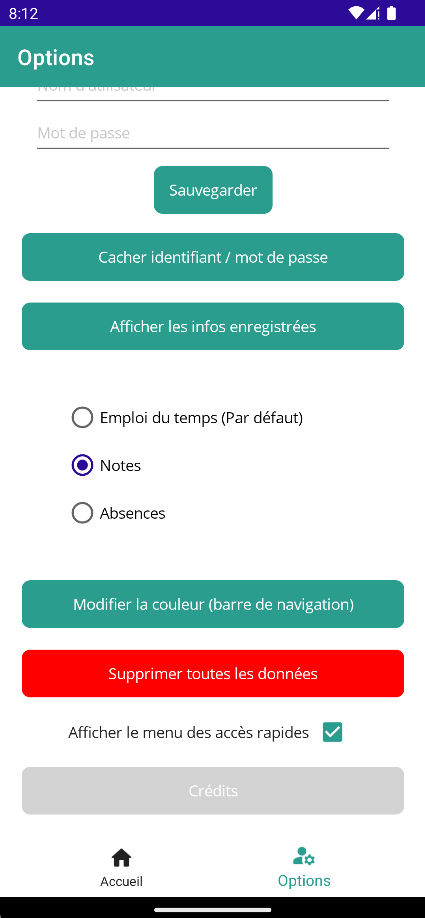 8:12
Options
Nom d'utilisateur
Mot de passe
Sauvegarder
Cacher identifiant / mot de passe
Afficher les infos enregistrées
Emploi du temps (Par défaut)
Notes
Absences
Modifier la couleur (barre de navigation)
Supprimer toutes les données
Afficher le menu des accès rapides
Crédits
Accueil
Options